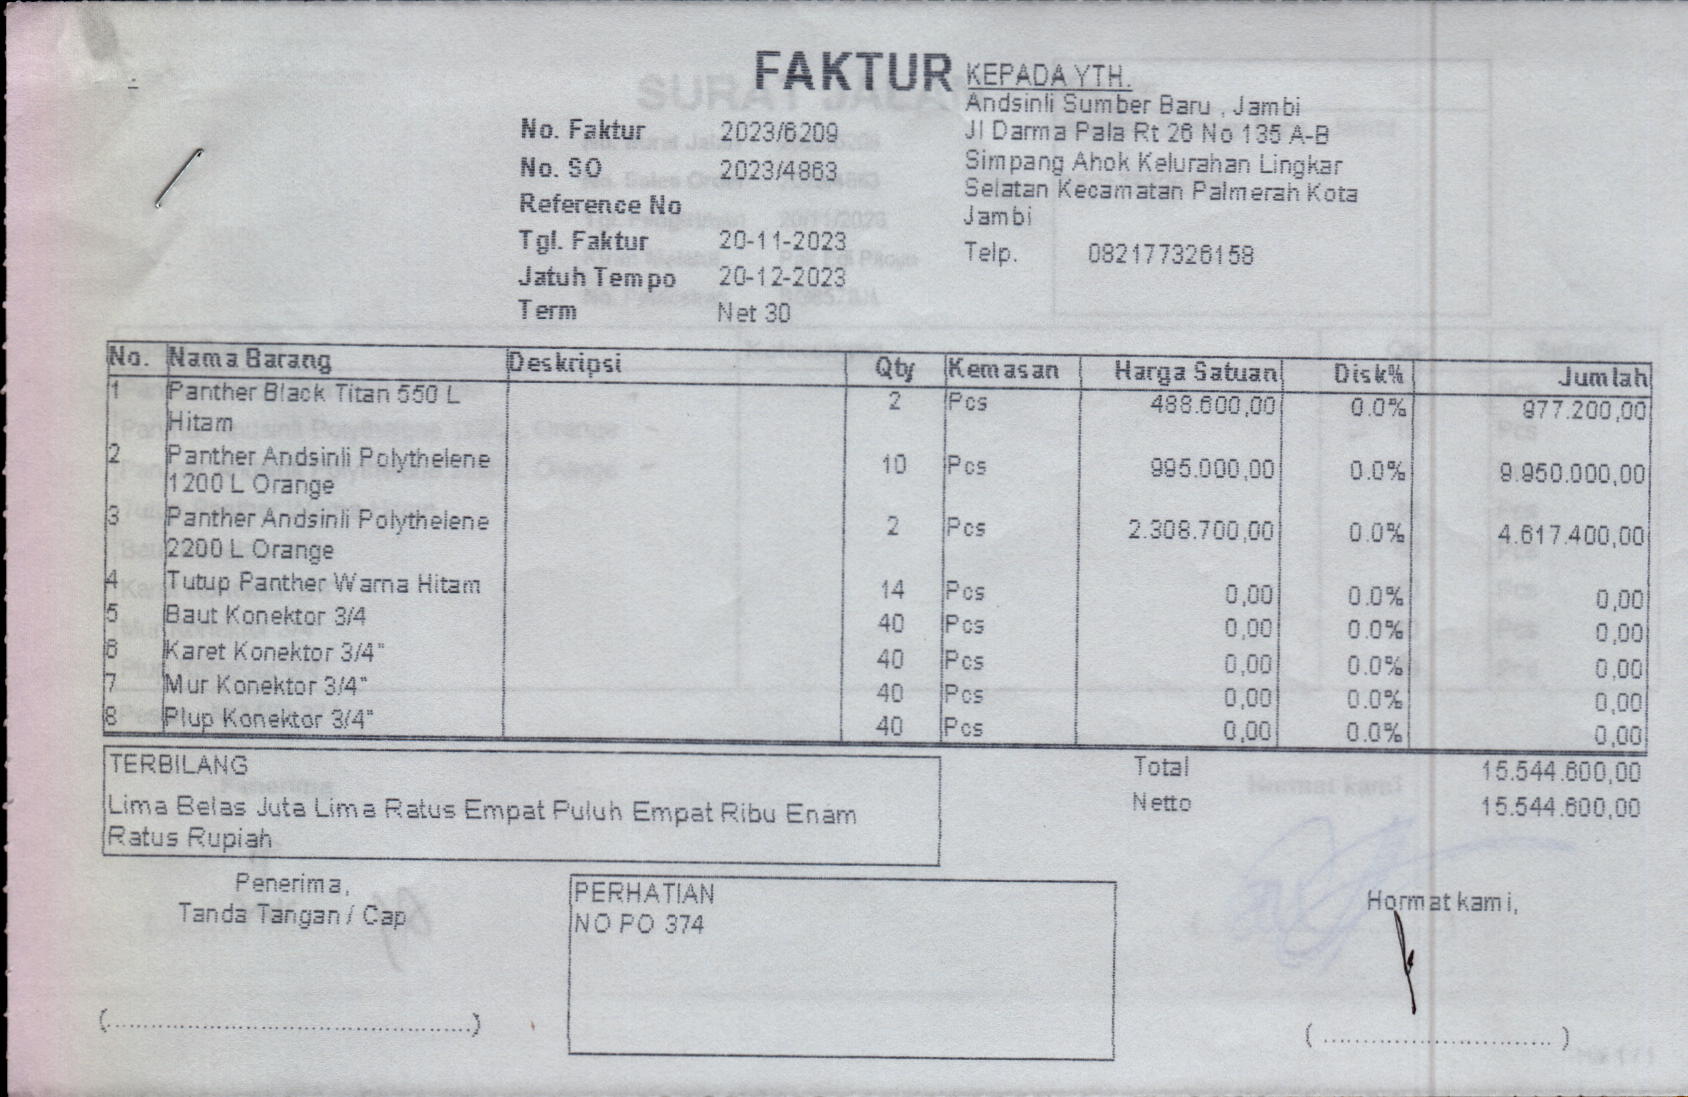 FAKTUR
No. Faktur 2023/6209
No. SO 2023/4863
Reference No
Tgl. Faktur 20-11-2023
Jatuh Tempo 20-12-2023
Term Net 30
KEPADA YTH.
Andsinli Sumber Baru , Jambi
Jl Darma Pala Rt 26 No 135 A-B
Simpang Ahok Kelurahan Lingkar
Selatan Kecamatan Palmerah Kota
Jambi
Telp. 082177326158
No. Nama Barang Deskripsi Qty Kemasan Harga Satuan Disk% Jumlah
1 Panther Black Titan 550 L 2 Pcs 488.600,00 0.0% 977.200,00
Hitam
2 Panther Andsinli Polythelene 10 Pcs 995.000,00 0.0% 9.950.000,00
1200 L Orange
3 Panther Andsinli Polythelene 2 Pcs 2.308.700,00 0.0% 4.617.400,00
2200 L Orange
4 Tutup Panther Warna Hitam 14 Pcs 0,00 0.0% 0,00
5 Baut Konektor 3/4 40 Pcs 0,00 0.0% 0,00
6 Karet Konektor 3/4" 40 Pcs 0,00 0.0% 0,00
7 Mur Konektor 3/4" 40 Pcs 0,00 0.0% 0,00
8 Plup Konektor 3/4" 40 Pcs 0,00 0.0% 0,00
TERBILANG
Lima Belas Juta Lima Ratus Empat Puluh Empat Ribu Enam
Ratus Rupiah
Total 15.544.600,00
Netto 15.544.600,00
Penerima,
Tanda Tangan / Cap
PERHATIAN
NO PO 374
Hormat kami,